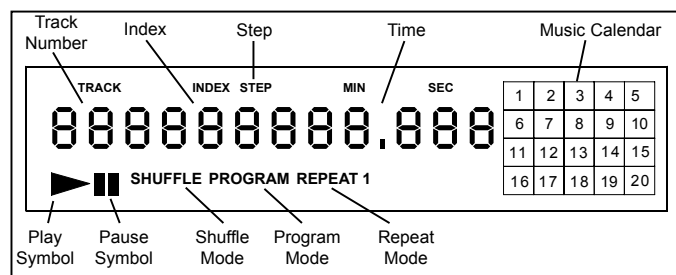 Track Number
Index
Step
Time
Music Calendar
TRACK
INDEX
STEP
MIN
SEC
888888888.888
1 2 3 4 5
6 7 8 9 10
11 12 13 14 15
16 17 18 19 20
SHUFFLE PROGRAM REPEAT 1
Play Symbol
Pause Symbol
Shuffle Mode
Program Mode
Repeat Mode